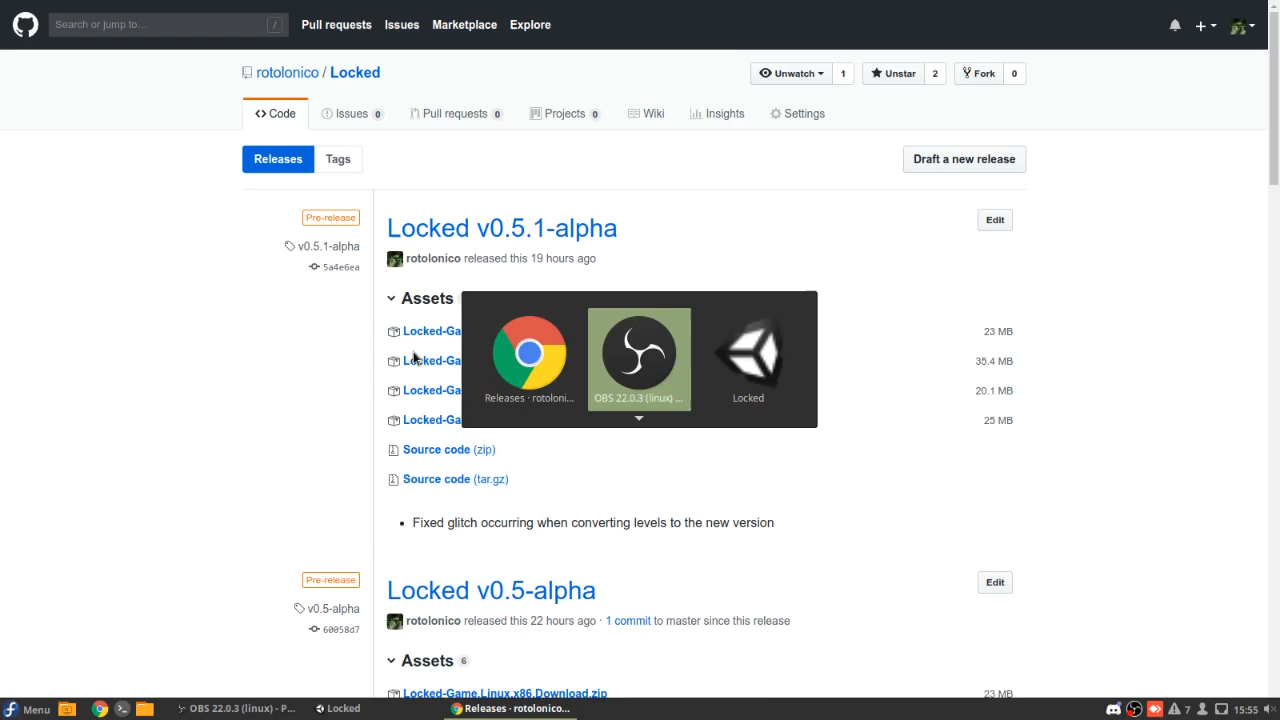 Search or jump to... /
Pull requests Issues Marketplace Explore
rotolonico / Locked
Unwatch 1 Unstar 2 Fork 0
Code Issues 0 Pull requests 0 Projects 0 Wiki Insights Settings
Releases Tags Draft a new release
Pre-release
v0.5.1-alpha
5a4e6ea
Locked v0.5.1-alpha Edit
rotolonico released this 19 hours ago
Assets
Locked-Ga 23 MB
Locked-Ga 35.4 MB
Locked-Ga 20.1 MB
Locked-Ga 25 MB
Releases · rotoloni... OBS 22.0.3 (linux) ... Locked
Source code (zip)
Source code (tar.gz)
Fixed glitch occurring when converting levels to the new version
Pre-release
v0.5-alpha
60058d7
Locked v0.5-alpha Edit
rotolonico released this 22 hours ago · 1 commit to master since this release
Assets 6
Locked-Game.Linux.x86.Download.zip 23 MB
Menu OBS 22.0.3 (linux) - P... Locked Releases · rotolonico... 7 15:55